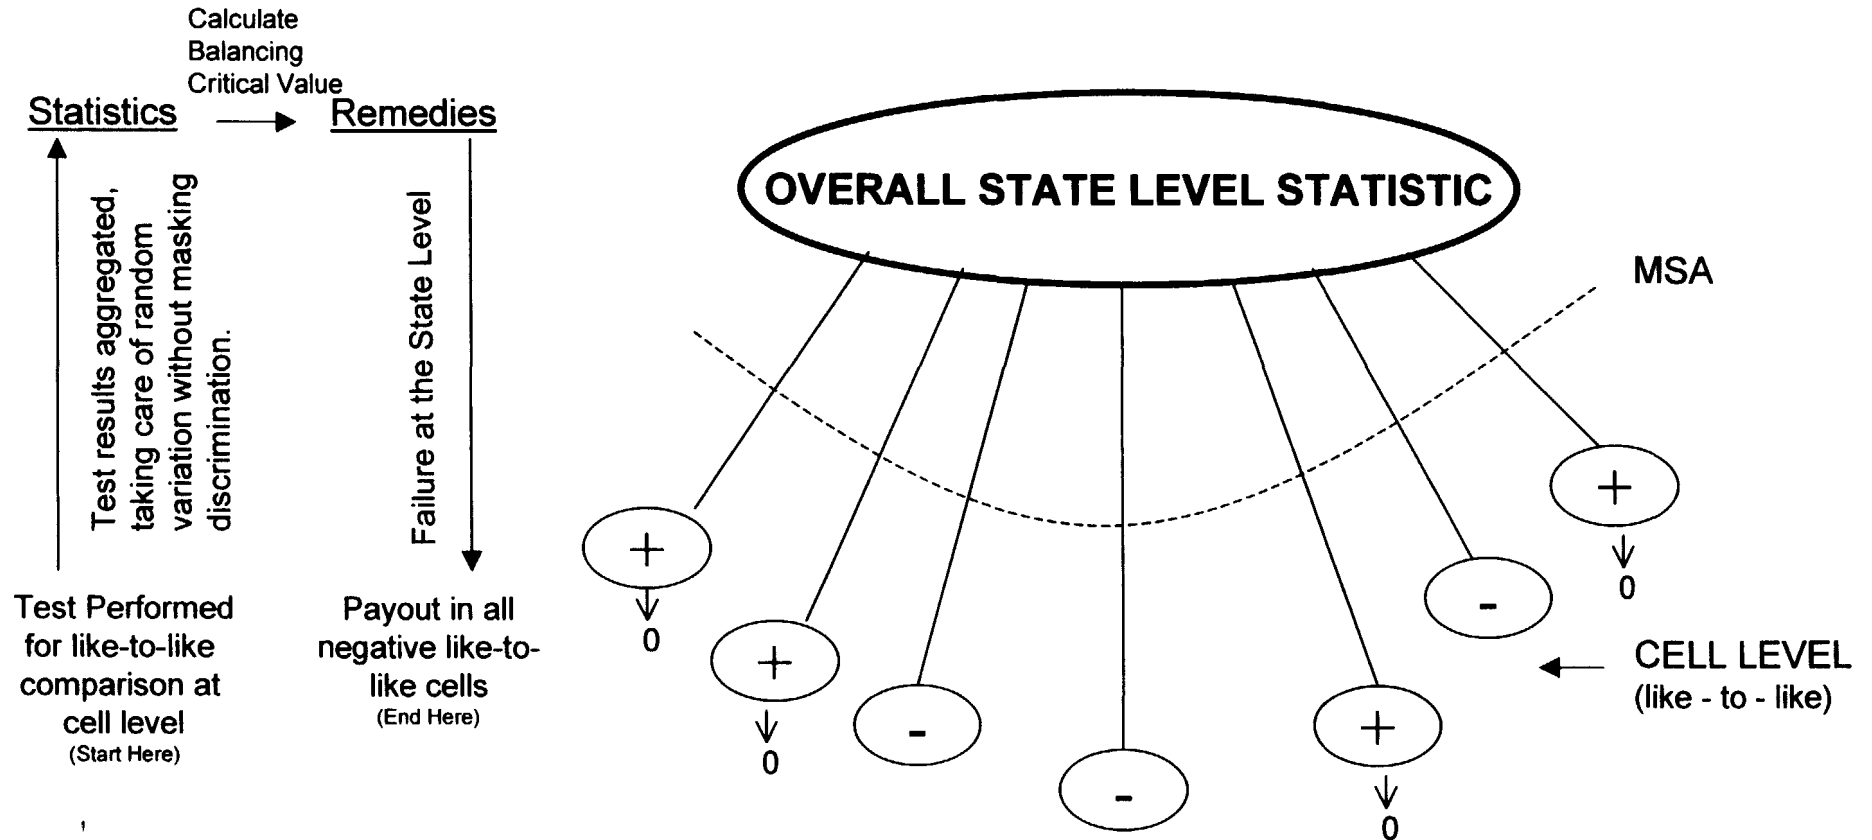 Calculate
Balancing
Critical Value
Statistics
Remedies
Test results aggregated,
taking care of random
variation without masking
discrimination.
Failure at the State Level
Test Performed
for like-to-like
comparison at
cell level
(Start Here)
Payout in all
negative like-to-
like cells
(End Here)
OVERALL STATE LEVEL STATISTIC
MSA
+
0
+
0
-
-
+
0
-
+
0
CELL LEVEL
(like - to - like)